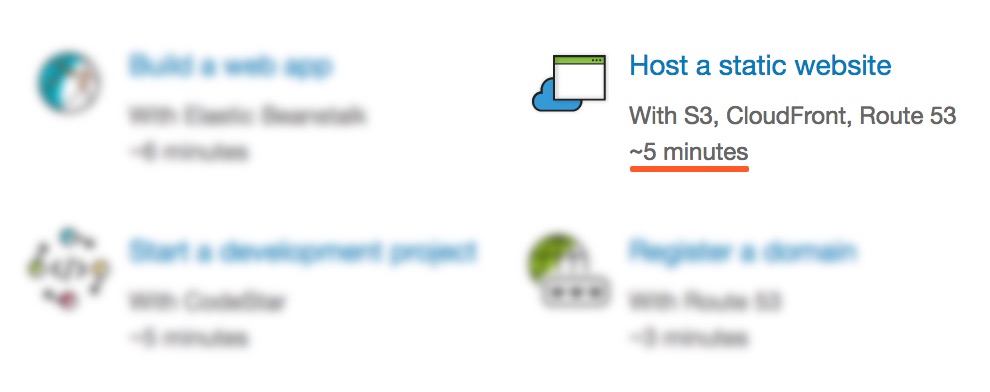 Build a web app
With Elastic Beanstalk
~6 minutes
Host a static website
With S3, CloudFront, Route 53
~5 minutes
Start a development project
With CodeStar
~5 minutes
Register a domain
With Route 53
~3 minutes